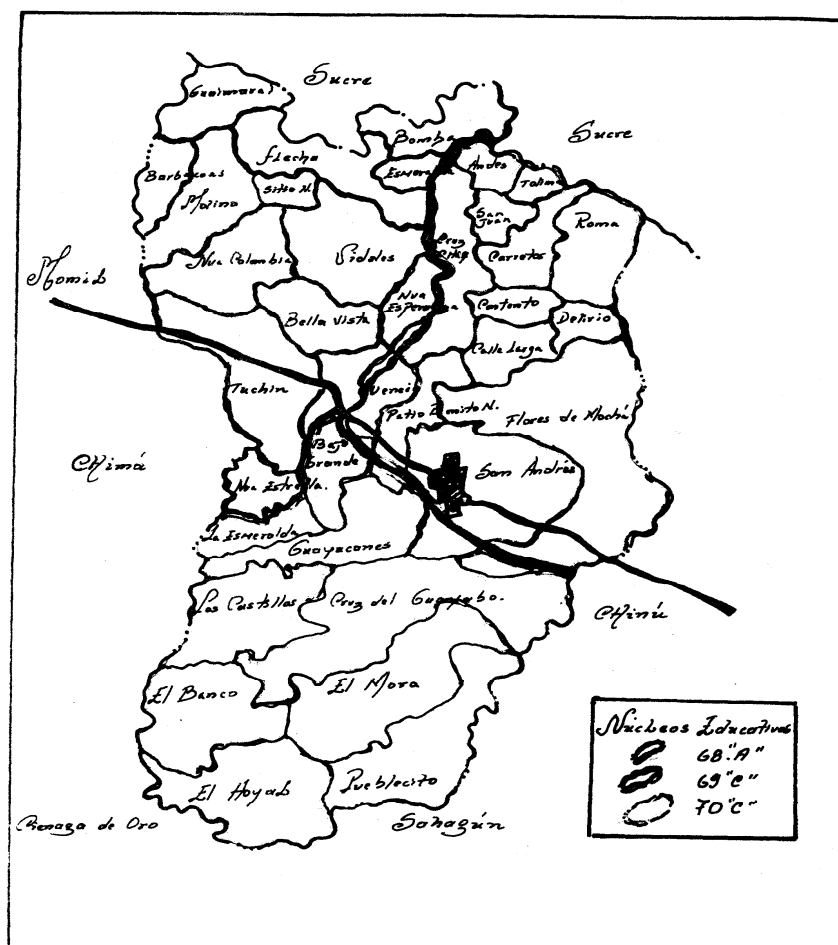 Sucre
Guaimaral
Bomba
Sucre
Flecha
Esmera
Andes
Barbacoas
Sitio N.
Tolima
Molino
San
Juan
Roma
Cruz
Nva Colombia
Vidales
Carretos
Momil
Nva
Esperanza
Contento
Bella Vista
Delirio
Calle Larga
Tuchin
Venecia
Patio Bonito N.
Flores de Mochá
Chimá
Bajo
Grande
San Andrés
Nva Estrella.
La Esmeralda
Guayacanes
Los Castillos
Cruz del Guayabo.
Chinú
El Banco
El Mora
Núcleos Educativos
68."A"
69"C"
70"C"
El Hoyal
Pueblecito
Cienaga de Oro
Sahagún